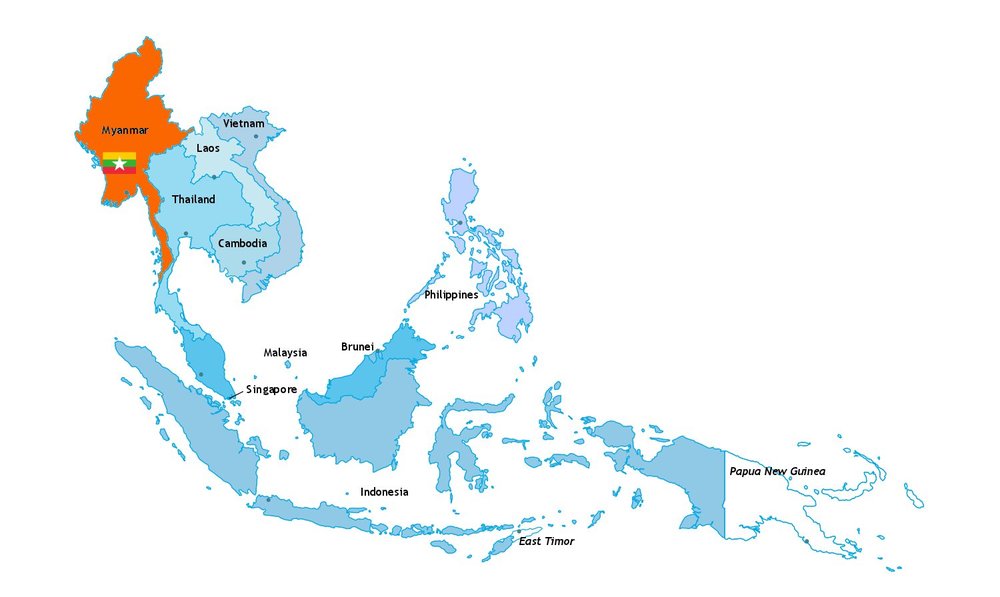 Myanmar
Vietnam
Laos
Thailand
Cambodia
Philippines
Brunei
Malaysia
Singapore
Papua New Guinea
Indonesia
East Timor